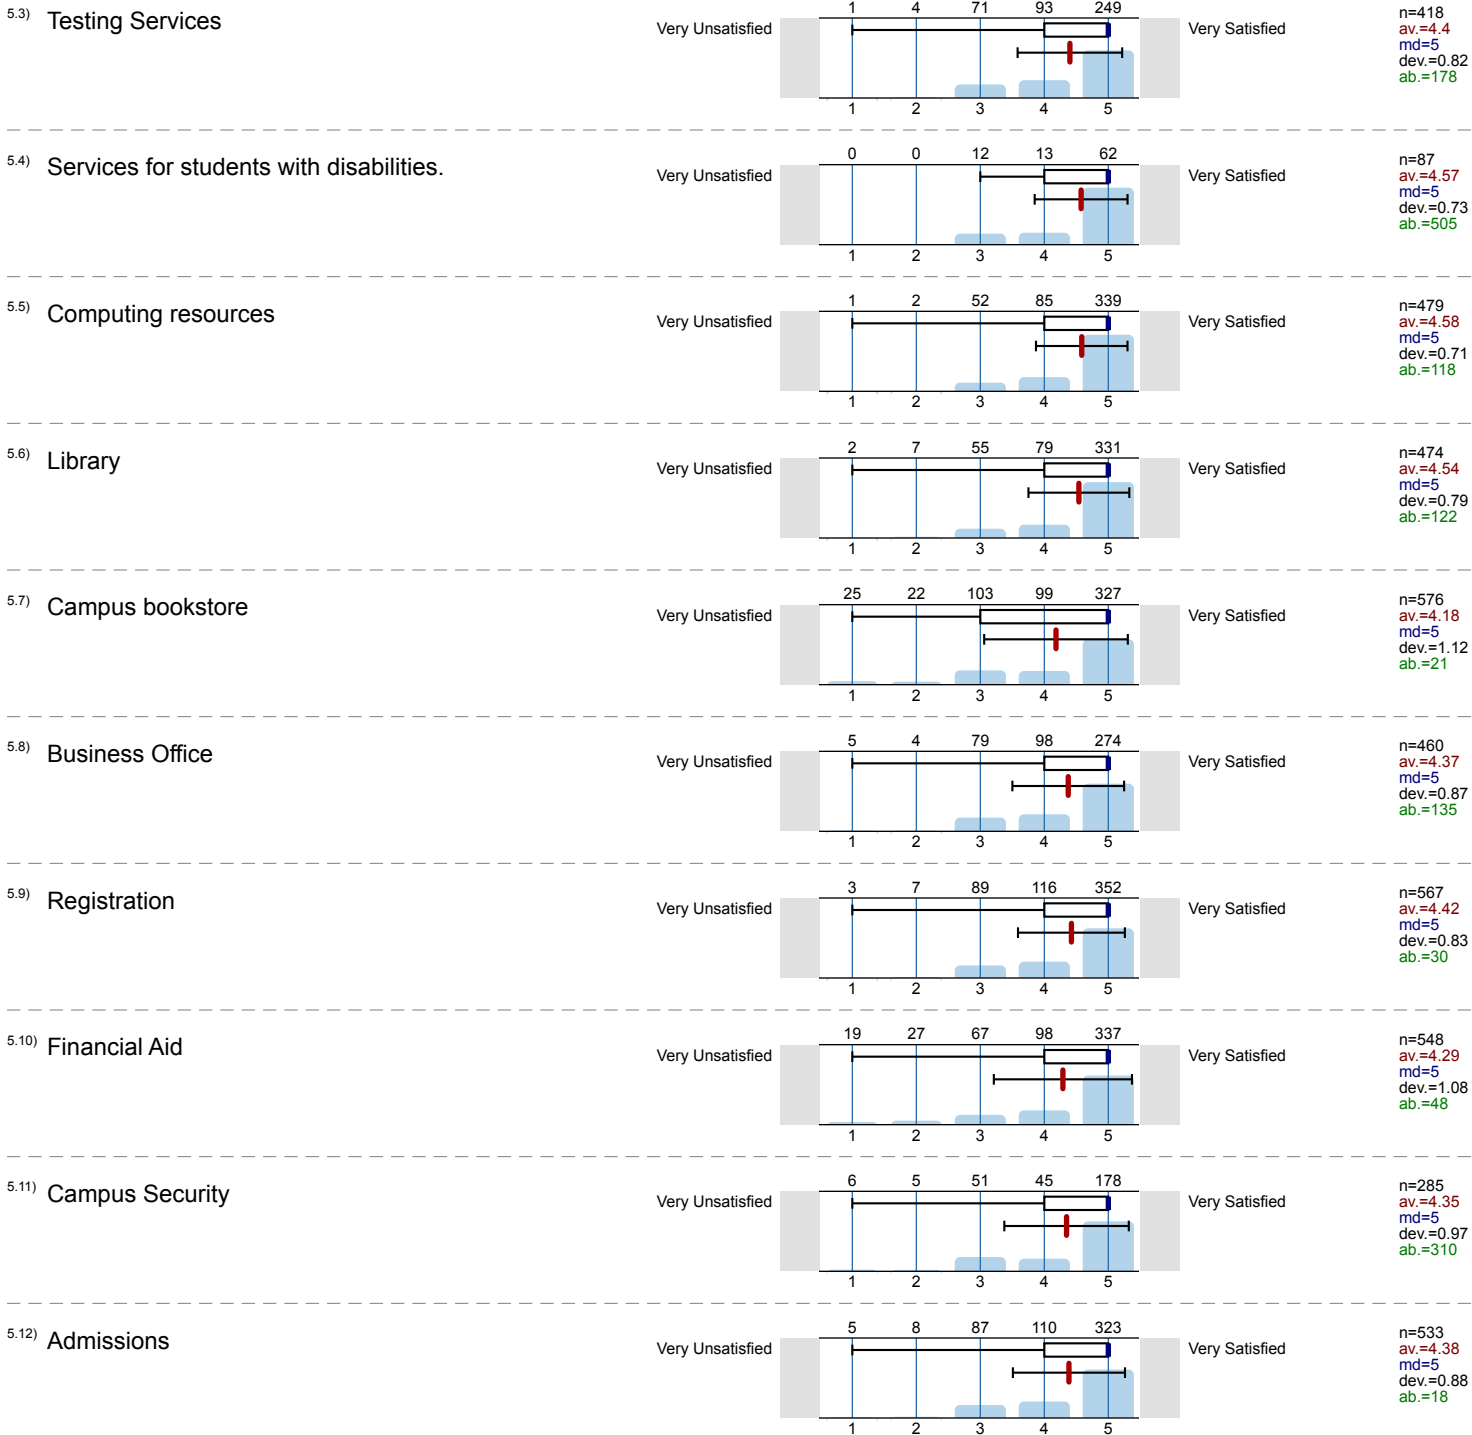 5.3) Testing Services
1 4 71 93 249
Very Unsatisfied Very Satisfied
1 2 3 4 5
n=418
av.=4.4
md=5
dev.=0.82
ab.=178
5.4) Services for students with disabilities.
0 0 12 13 62
Very Unsatisfied Very Satisfied
1 2 3 4 5
n=87
av.=4.57
md=5
dev.=0.73
ab.=505
5.5) Computing resources
1 2 52 85 339
Very Unsatisfied Very Satisfied
1 2 3 4 5
n=479
av.=4.58
md=5
dev.=0.71
ab.=118
5.6) Library
2 7 55 79 331
Very Unsatisfied Very Satisfied
1 2 3 4 5
n=474
av.=4.54
md=5
dev.=0.79
ab.=122
5.7) Campus bookstore
25 22 103 99 327
Very Unsatisfied Very Satisfied
1 2 3 4 5
n=576
av.=4.18
md=5
dev.=1.12
ab.=21
5.8) Business Office
5 4 79 98 274
Very Unsatisfied Very Satisfied
1 2 3 4 5
n=460
av.=4.37
md=5
dev.=0.87
ab.=135
5.9) Registration
3 7 89 116 352
Very Unsatisfied Very Satisfied
1 2 3 4 5
n=567
av.=4.42
md=5
dev.=0.83
ab.=30
5.10) Financial Aid
19 27 67 98 337
Very Unsatisfied Very Satisfied
1 2 3 4 5
n=548
av.=4.29
md=5
dev.=1.08
ab.=48
5.11) Campus Security
6 5 51 45 178
Very Unsatisfied Very Satisfied
1 2 3 4 5
n=285
av.=4.35
md=5
dev.=0.97
ab.=310
5.12) Admissions
5 8 87 110 323
Very Unsatisfied Very Satisfied
1 2 3 4 5
n=533
av.=4.38
md=5
dev.=0.88
ab.=18